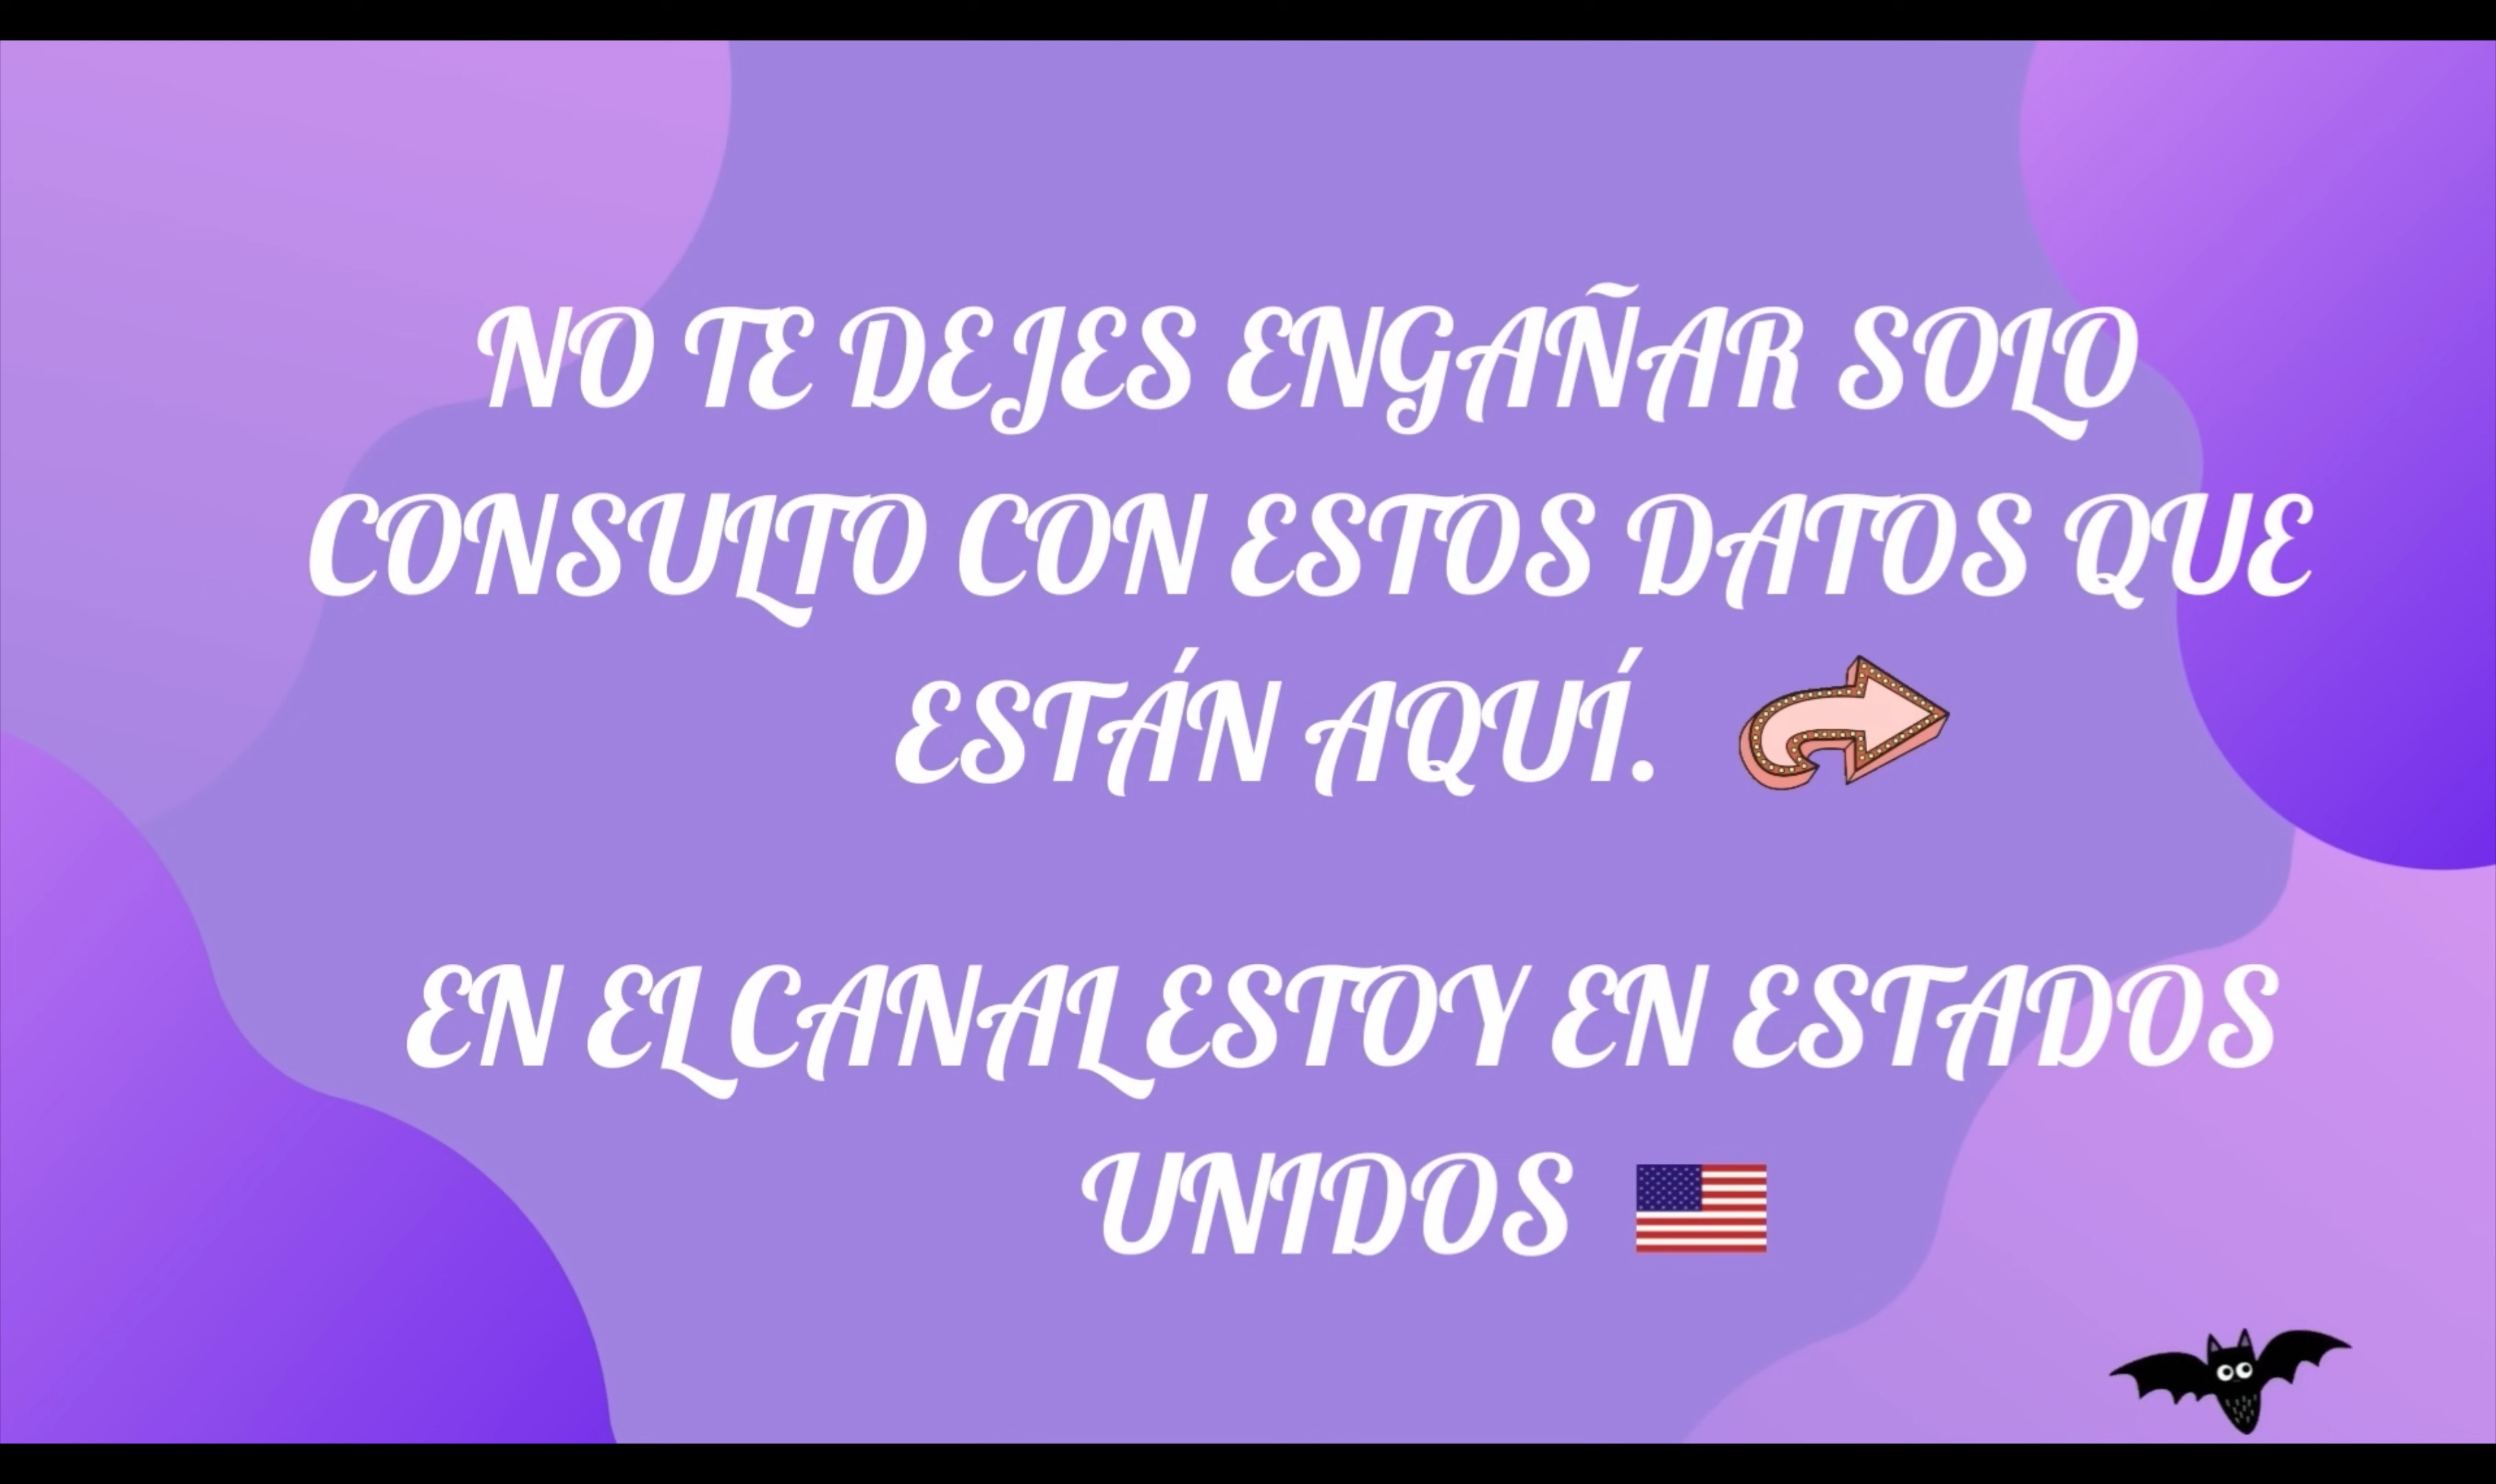 NO TE DEJES ENGAÑAR SOLO
CONSULTO CON ESTOS DATOS QUE
ESTÁN AQUÍ.
EN EL CANAL ESTOY EN ESTADOS
UNIDOS